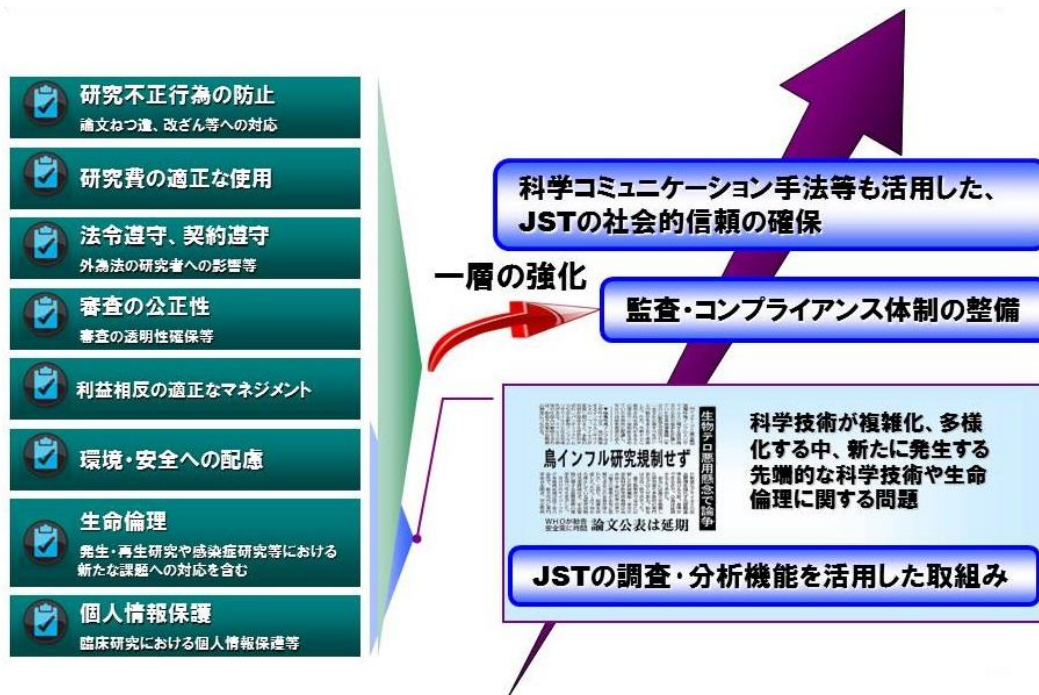 研究不正行為の防止
論文ねつ造、改ざん等への対応
研究費の適正な使用
法令遵守、契約遵守
外為法の研究者への影響等
審査の公正性
審査の透明性確保等
利益相反の適正なマネジメント
環境・安全への配慮
生命倫理
発生・再生研究や感染症研究等における
新たな課題への対応を含む
個人情報保護
臨床研究における個人情報保護等
科学コミュニケーション手法等も活用した、
JSTの社会的信頼の確保
一層の強化
監査・コンプライアンス体制の整備
生物テロ悪用懸念で論争
鳥インフル研究規制せず
論文公表は延期
科学技術が複雑化、多様
化する中、新たに発生する
先端的な科学技術や生命
倫理に関する問題
JSTの調査・分析機能を活用した取組み